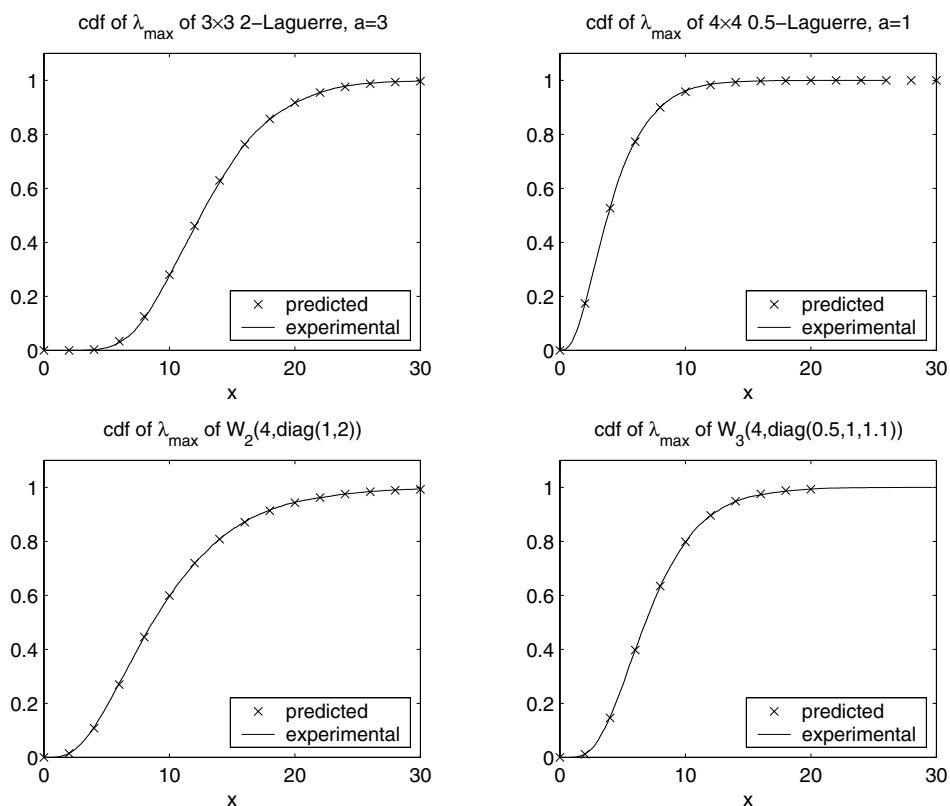 cdf of λmax of 3×3 2−Laguerre, a=3
1
0.8
0.6
0.4
0.2
0
0 10 20 30
x
× predicted
experimental
cdf of λmax of 4×4 0.5−Laguerre, a=1
1
0.8
0.6
0.4
0.2
0
0 10 20 30
x
× predicted
experimental
cdf of λmax of W2(4,diag(1,2))
1
0.8
0.6
0.4
0.2
0
0 10 20 30
x
× predicted
experimental
cdf of λmax of W3(4,diag(0.5,1,1.1))
1
0.8
0.6
0.4
0.2
0
0 10 20 30
x
× predicted
experimental